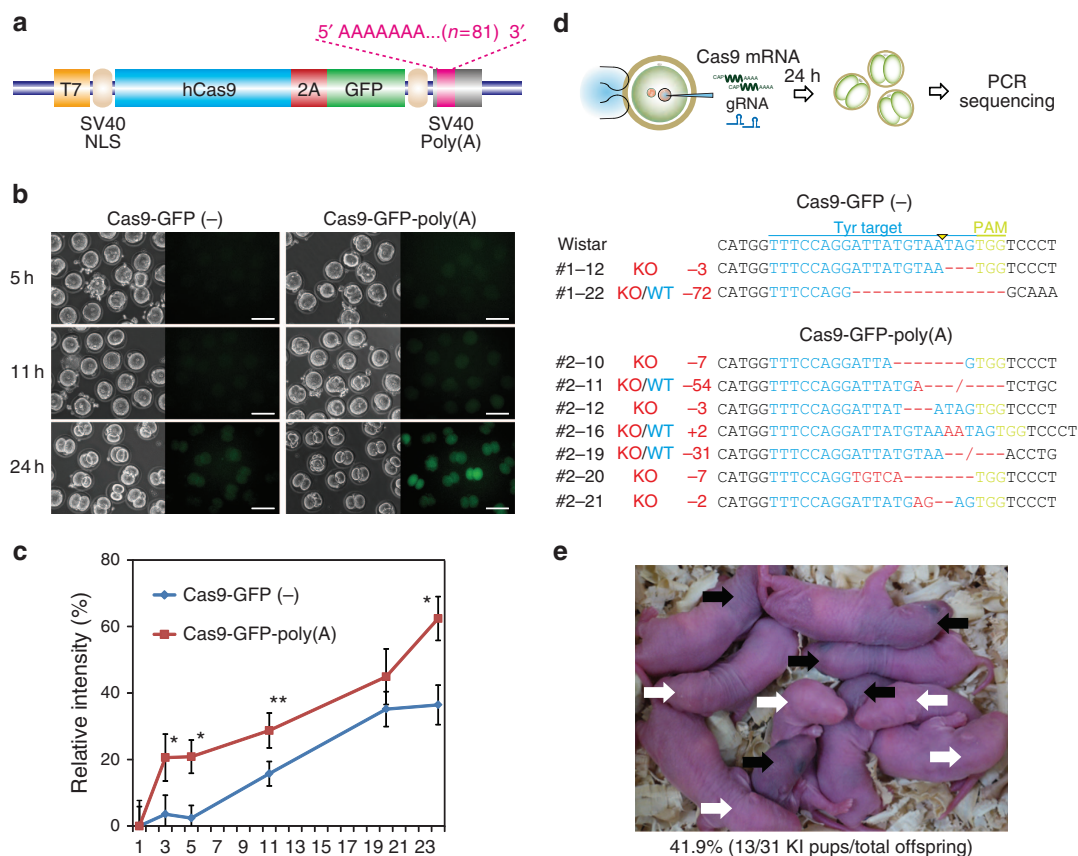 a
5′ AAAAAAA...(n=81) 3′
T7
hCas9
2A
GFP
SV40
NLS
SV40
Poly(A)
b
Cas9-GFP (–)
Cas9-GFP-poly(A)
5 h
11 h
24 h
c
Relative intensity (%)
80
60
40
20
0
Cas9-GFP (–)
Cas9-GFP-poly(A)
*
*
**
*
1 3 5 7 9 11 13 15 17 19 21 23
d
Cas9 mRNA
CAP AAAA
CAP AAAA
gRNA
24 h
PCR
sequencing
Cas9-GFP (–)
Tyr target PAM
Wistar CATGGTTTCCAGGATTATGTAATAGTGGTCCCT
#1–12 KO –3 CATGGTTTCCAGGATTATGTAA---TGGTCCCT
#1–22 KO/WT –72 CATGGTTTCCAGG---------------GCAAA
Cas9-GFP-poly(A)
#2–10 KO –7 CATGGTTTCCAGGATTA-------GTGGTCCCT
#2–11 KO/WT –54 CATGGTTTCCAGGATTATGA---/----TCTGC
#2–12 KO –3 CATGGTTTCCAGGATTAT---ATAGTGGTCCCT
#2–16 KO/WT +2 CATGGTTTCCAGGATTATGTAAAATAGTGGTCCCT
#2–19 KO/WT –31 CATGGTTTCCAGGATTATGTAA--/---ACCTG
#2–20 KO –7 CATGGTTTCCAGGTGTCA-------TGGTCCCT
#2–21 KO –2 CATGGTTTCCAGGATTATGAG--AGTGGTCCCT
e
41.9% (13/31 KI pups/total offspring)